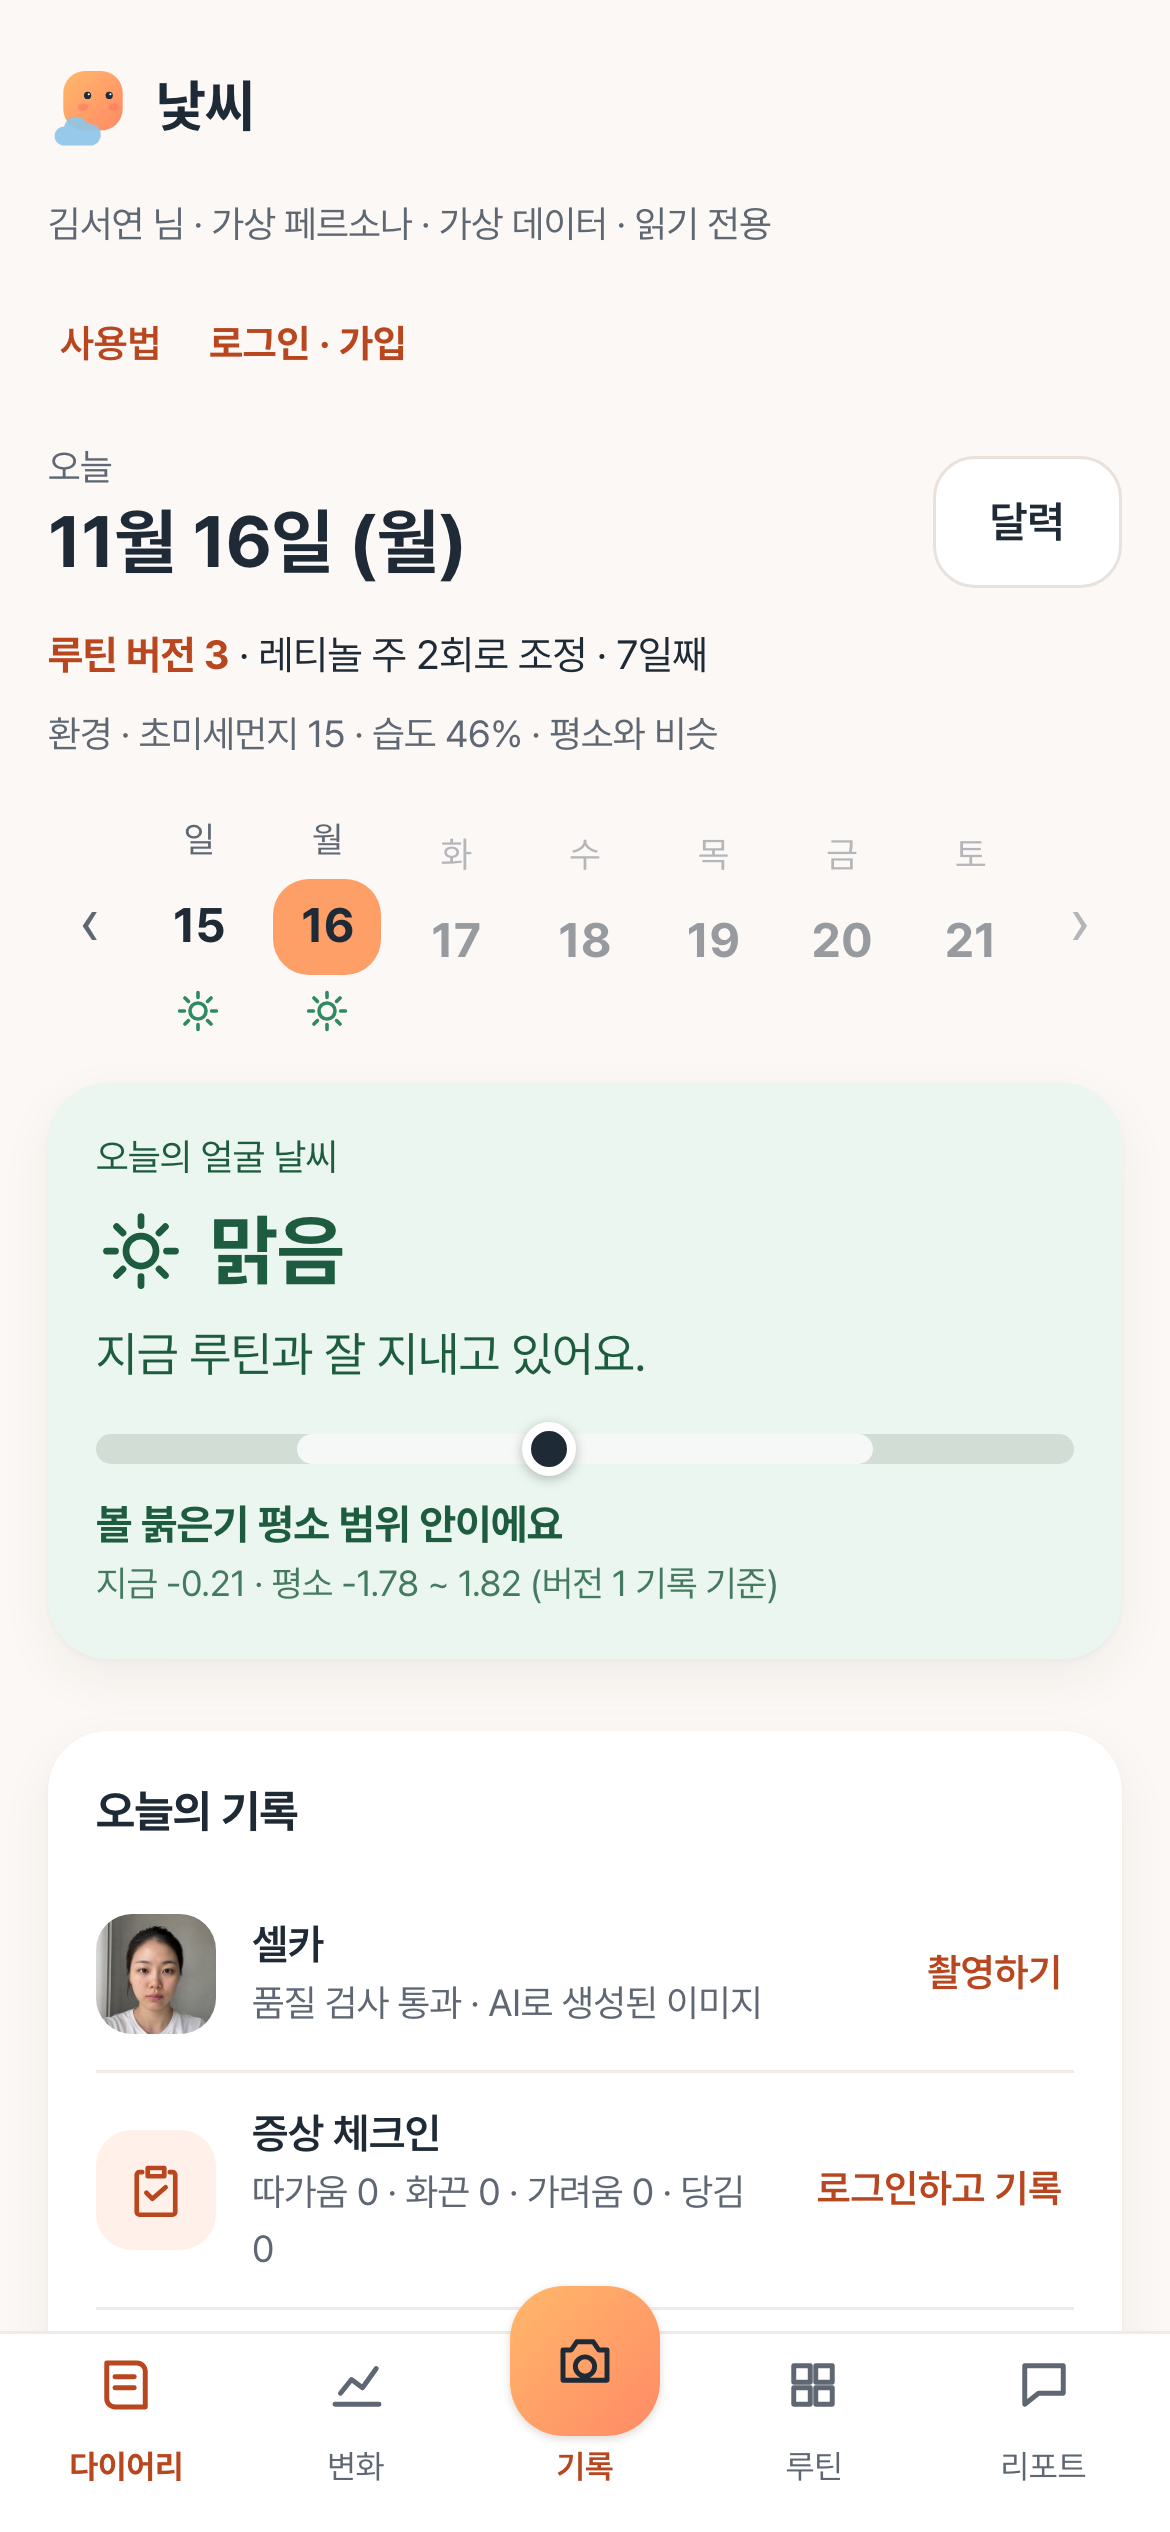 낯씨
김서연 님 · 가상 페르소나 · 가상 데이터 · 읽기 전용
사용법 로그인 · 가입
오늘
11월 16일 (월)
달력
루틴 버전 3 · 레티놀 주 2회로 조정 · 7일째
환경 · 초미세먼지 15 · 습도 46% · 평소와 비슷
일 월 화 수 목 금 토
‹ 15 16 17 18 19 20 21 ›
오늘의 얼굴 날씨
맑음
지금 루틴과 잘 지내고 있어요.
볼 붉은기 평소 범위 안이에요
지금 -0.21 · 평소 -1.78 ~ 1.82 (버전 1 기록 기준)
오늘의 기록
셀카
품질 검사 통과 · AI로 생성된 이미지
촬영하기
증상 체크인
따가움 0 · 화끈 0 · 가려움 0 · 당김
0
로그인하고 기록
다이어리 변화 기록 루틴 리포트